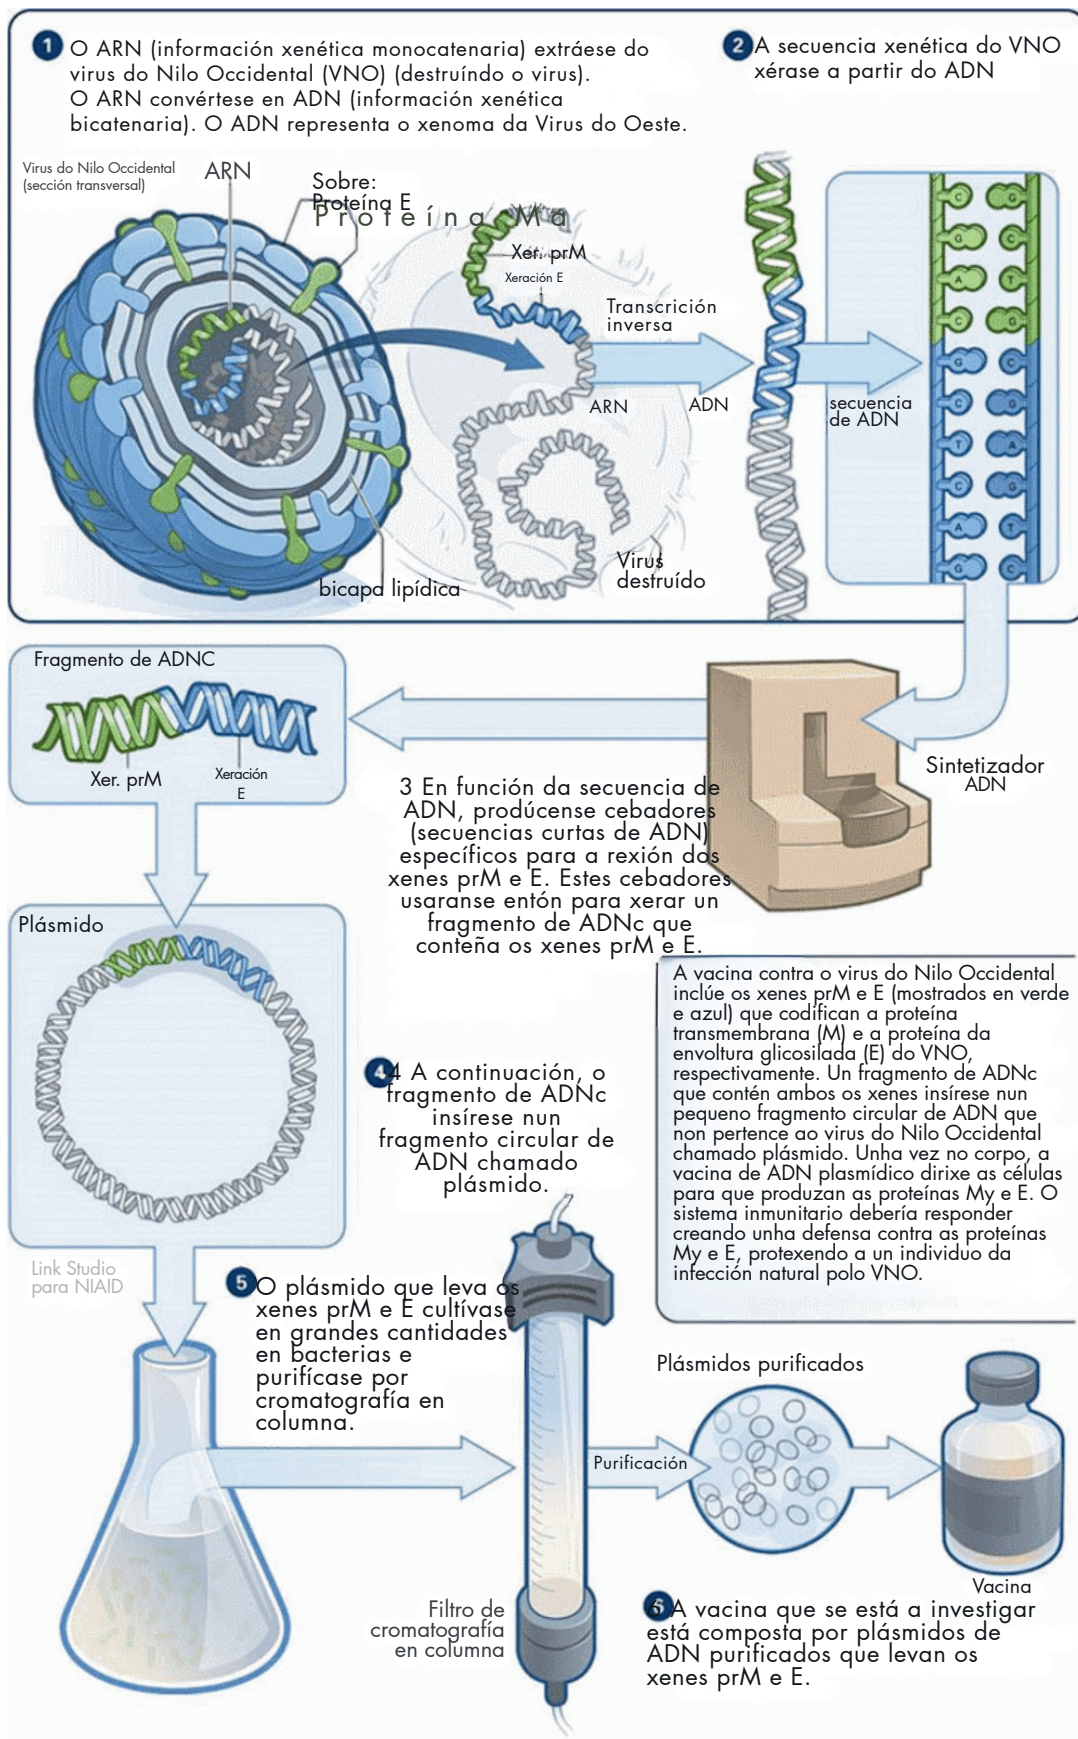 1 O ARN (información xenética monocatenaria) extráese do
virus do Nilo Occidental (VNO) (destruíndo o virus).
O ARN convértese en ADN (información xenética
bicatenaria). O ADN representa o xenoma da Virus do Oeste.
2 A secuencia xenética do VNO
xérase a partir do ADN
Virus do Nilo Occidental
(sección transversal)
ARN
Sobre:
Proteína E
Proteína Ma
Xer. prM
Xeración E
Transcrición
inversa
ARN
ADN
secuencia
de ADN
C G
G C
A T
C G
G C
C G
T A
C G
A T
G C
Virus
destruído
bicapa lipídica
Fragmento de ADNC
Xer. prM
Xeración
E
Sintetizador
ADN
3 En función da secuencia de
ADN, prodúcense cebadores
(secuencias curtas de ADN)
específicos para a rexión dos
xenes prM e E. Estes cebadores
usaranse entón para xerar un
fragmento de ADNc que
conteña os xenes prM e E.
Plásmido
A vacina contra o virus do Nilo Occidental
inclúe os xenes prM e E (mostrados en verde
e azul) que codifican a proteína
transmembrana (M) e a proteína da
envoltura glicosilada (E) do VNO,
respectivamente. Un fragmento de ADNc
que contén ambos os xenes insírese nun
pequeno fragmento circular de ADN que
non pertence ao virus do Nilo Occidental
chamado plásmido. Unha vez no corpo, a
vacina de ADN plasmídico dirixe as células
para que produzan as proteínas My e E. O
sistema inmunitario debería responder
creando unha defensa contra as proteínas
My e E, protexendo a un individuo da
infección natural polo VNO.
4 4 A continuación, o
fragmento de ADNc
insírese nun
fragmento circular de
ADN chamado
plásmido.
Link Studio
para NIAID
5 O plásmido que leva os
xenes prM e E cultívase
en grandes cantidades
en bacterias e
purifícase por
cromatografía en
columna.
Plásmidos purificados
Purificación
Vacina
Filtro de
cromatografía
en columna
6 A vacina que se está a investigar
está composta por plásmidos de
ADN purificados que levan os
xenes prM e E.